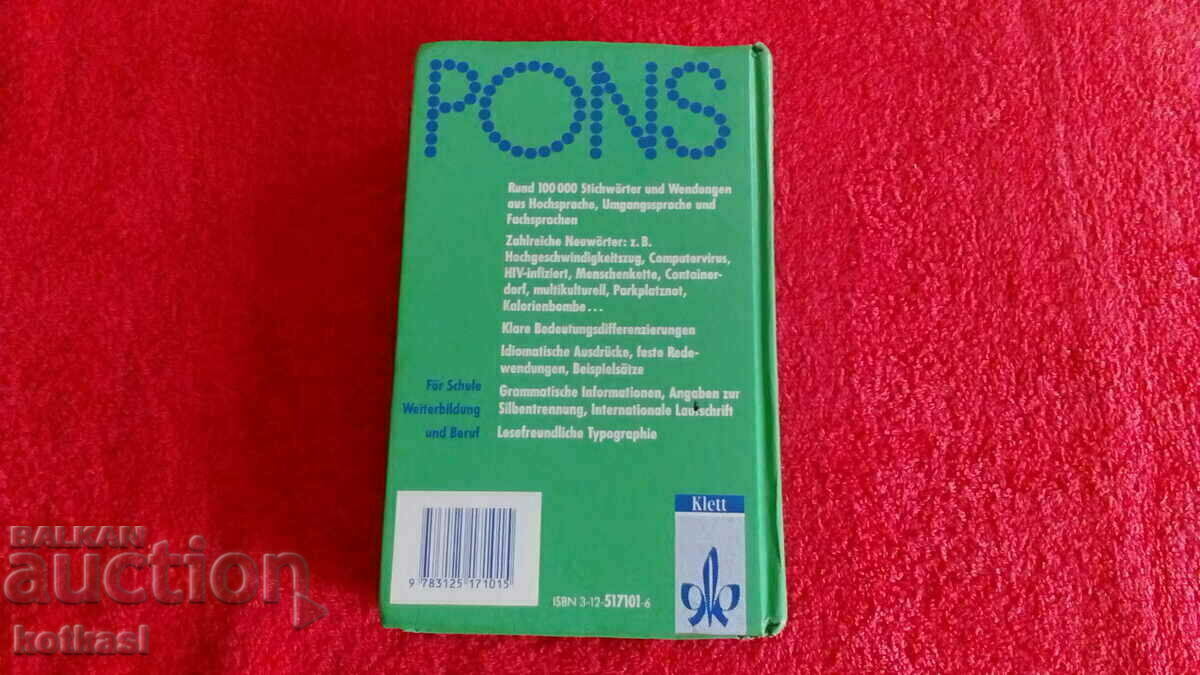 PONS
Rund 100 000 Stichwörter und Wendungen
aus Hochsprache, Umgangssprache und
Fachsprachen
Zahlreiche Neuwörter: z. B.
Hochgeschwindigkeitszug, Computervirus,
HIV-infiziert, Menschenkette, Container-
dorf, multikulturell, Parkplatznot,
Kalorienbombe ...
Klare Bedeutungsdifferenzierungen
Idiomatische Ausdrücke, feste Rede-
wendungen, Beispielsätze
Für Schule
Weiterbildung
und Beruf
Grammatische Informationen, Angaben zur
Silbentrennung, Internationale Lautschrift
Lesefreundliche Typographie
Klett
9 783125 171015
ISBN 3-12-517101-6
BALKAN
auction
kotkasl